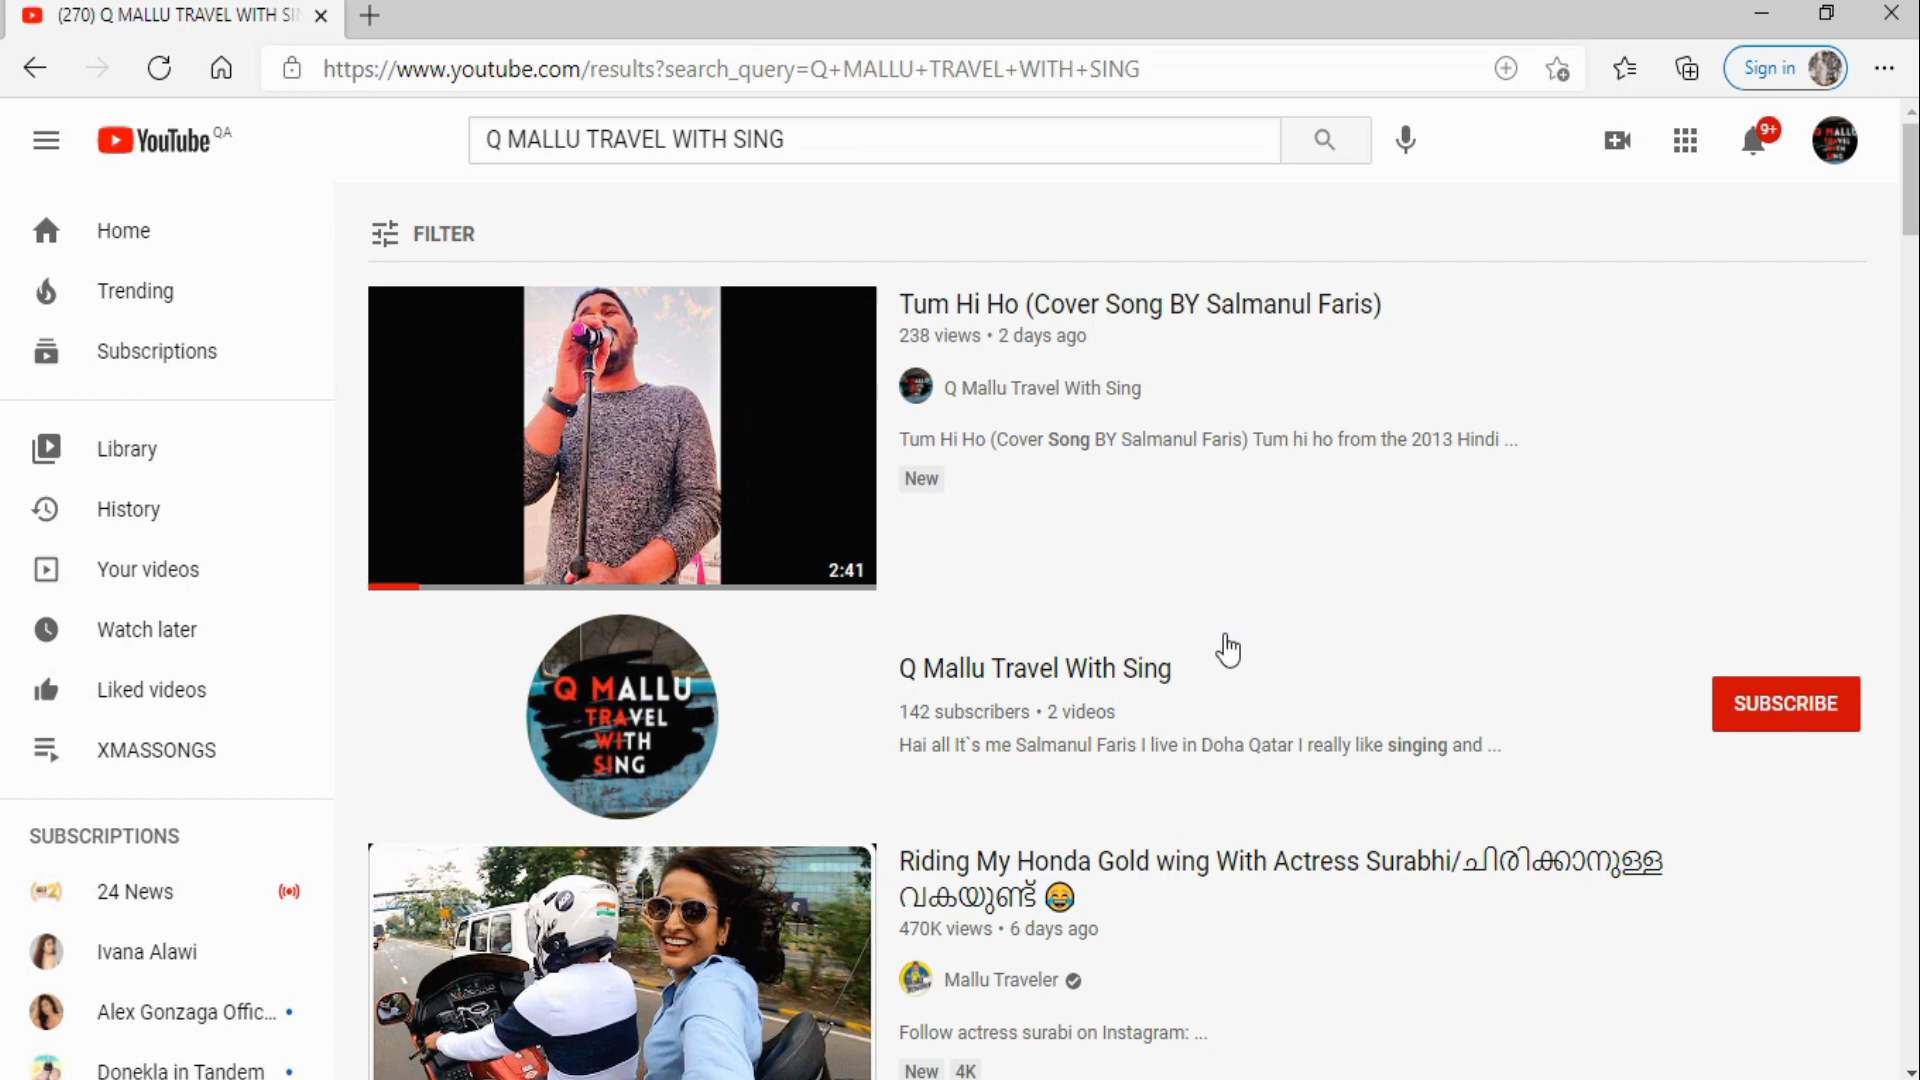 (270) Q MALLU TRAVEL WITH SI
https://www.youtube.com/results?search_query=Q+MALLU+TRAVEL+WITH+SING
Sign in
YouTube QA
Q MALLU TRAVEL WITH SING
9+
Home
Trending
Subscriptions
Library
History
Your videos
Watch later
Liked videos
XMASSONGS
SUBSCRIPTIONS
24 News
Ivana Alawi
Alex Gonzaga Offic...
Donekla in Tandem
FILTER
2:41
Tum Hi Ho (Cover Song BY Salmanul Faris)
238 views • 2 days ago
Q Mallu Travel With Sing
Tum Hi Ho (Cover Song BY Salmanul Faris) Tum hi ho from the 2013 Hindi ...
New
Q MALLU
TRAVEL
WITH
SING
Q Mallu Travel With Sing
142 subscribers • 2 videos
Hai all It`s me Salmanul Faris I live in Doha Qatar I really like singing and ...
SUBSCRIBE
Riding My Honda Gold wing With Actress Surabhi/ചിരിക്കാനുള്ള
വകയുണ്ട് 😂
470K views • 6 days ago
Mallu Traveler
Follow actress surabi on Instagram: ...
New 4K